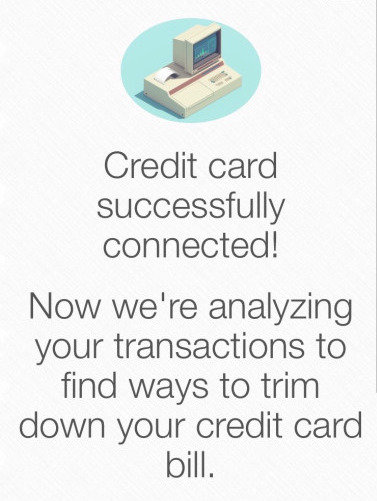 Credit card
successfully
connected!
Now we're analyzing
your transactions to
find ways to trim
down your credit card
bill.